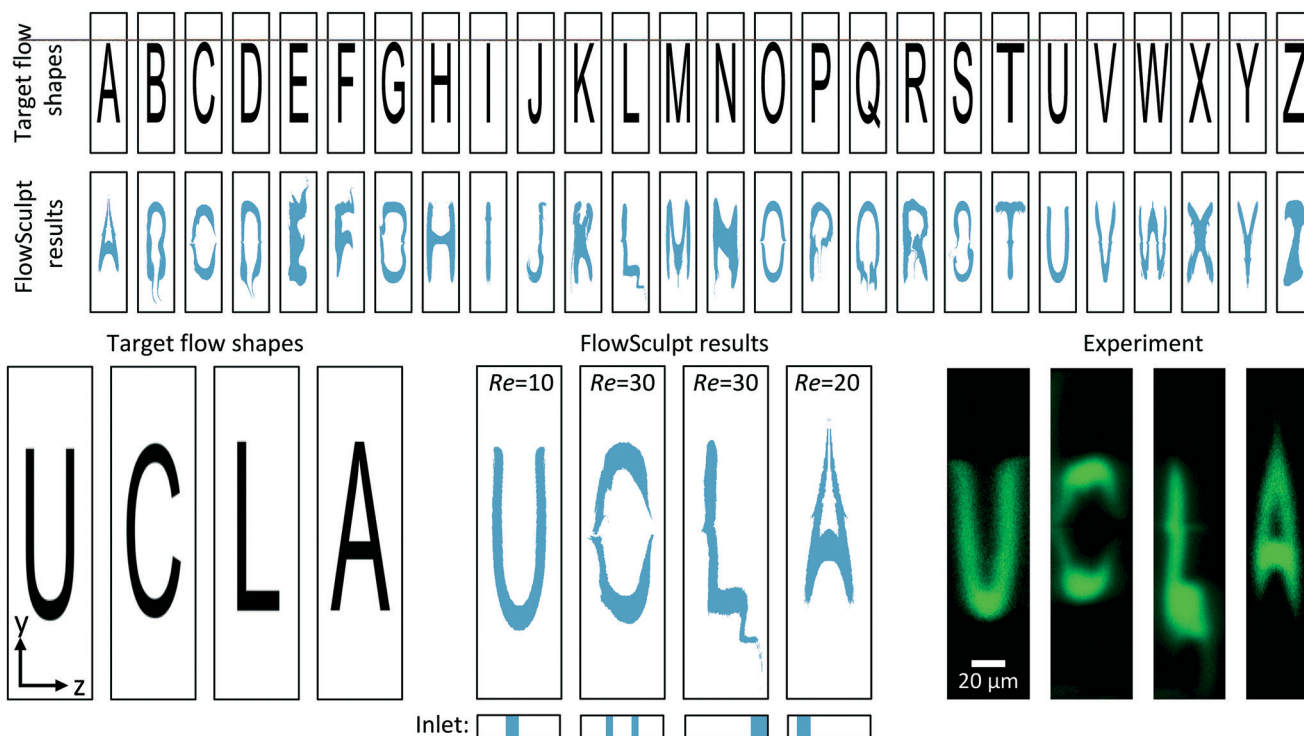 Target flow shapes
A B C D E F G H I J K L M N O P Q R S T U V W X Y Z
FlowSculpt results
A B C D E F G H I J K L M N O P Q R S T U V W X Y Z
Target flow shapes
FlowSculpt results
Experiment
U C L A
y
z
Re=10 Re=30 Re=30 Re=20
U C L A
U C L A
20 μm
Inlet: